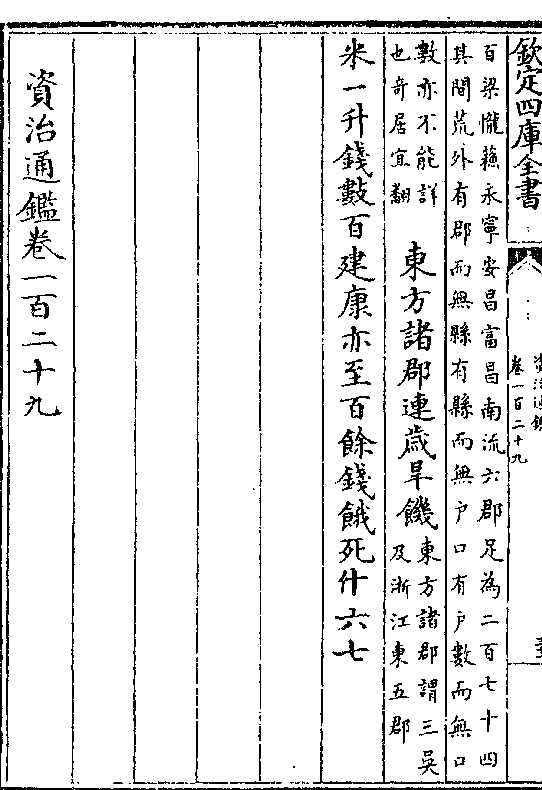 欽定四庫全書
資治通鑑
卷一百二十九
百梁懽蘓永寧安昌富昌南流六郡足為二百七十四
其間荒外有郡而無縣有縣而無户口有户數而無口
數亦不能詳
也奇居宜翻
東方諸郡連歳旱饑
東方諸郡謂三吳
及浙江東五郡
米一升錢數百建康亦至百餘錢餓死什六七
資治通鑑卷一百二十九